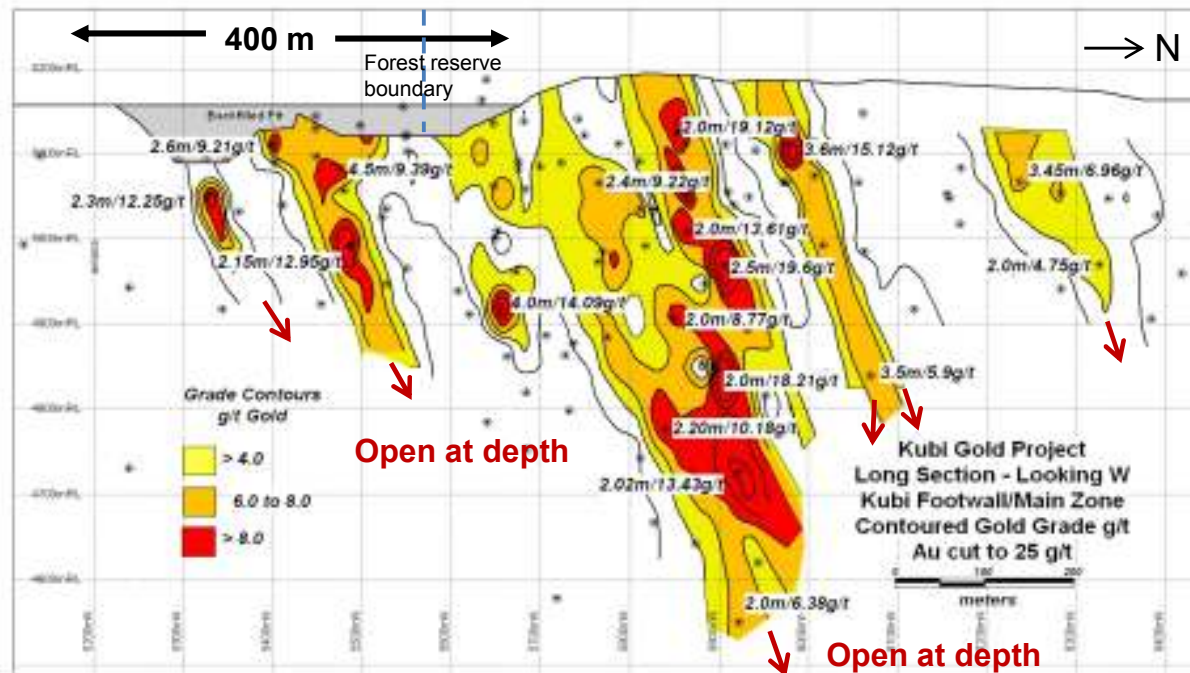 400 m
Forest reserve
boundary
N
2.6m/9.21g/t
4.5m/9.39g/t
2.3m/12.25g/t
2.15m/12.95g/t
4.0m/14.09g/t
2.0m/19.12g/t
3.6m/15.12g/t
2.4m/9.22g/t
2.0m/13.61g/t
2.5m/19.6g/t
2.0m/8.77g/t
2.0m/18.21g/t
2.20m/10.18g/t
2.02m/13.43g/t
3.45m/6.96g/t
2.0m/4.75g/t
3.5m/5.9g/t
2.0m/6.38g/t
Grade Contours
g/t Gold
> 4.0
6.0 to 8.0
> 8.0
Open at depth
Kubi Gold Project
Long Section - Looking W
Kubi Footwall/Main Zone
Contoured Gold Grade g/t
Au cut to 25 g/t
0 100 200
meters
Open at depth